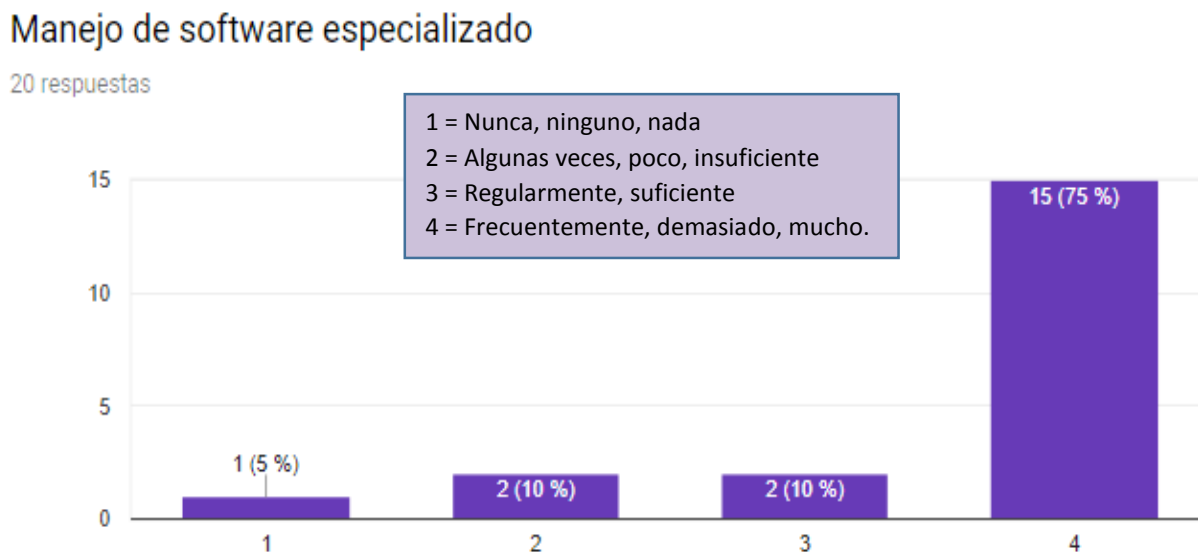 Manejo de software especializado
20 respuestas
1 = Nunca, ninguno, nada
2 = Algunas veces, poco, insuficiente
3 = Regularmente, suficiente
4 = Frecuentemente, demasiado, mucho.
15
15 (75 %)
10
5
1 (5 %)
2 (10 %)
2 (10 %)
0
1
2
3
4